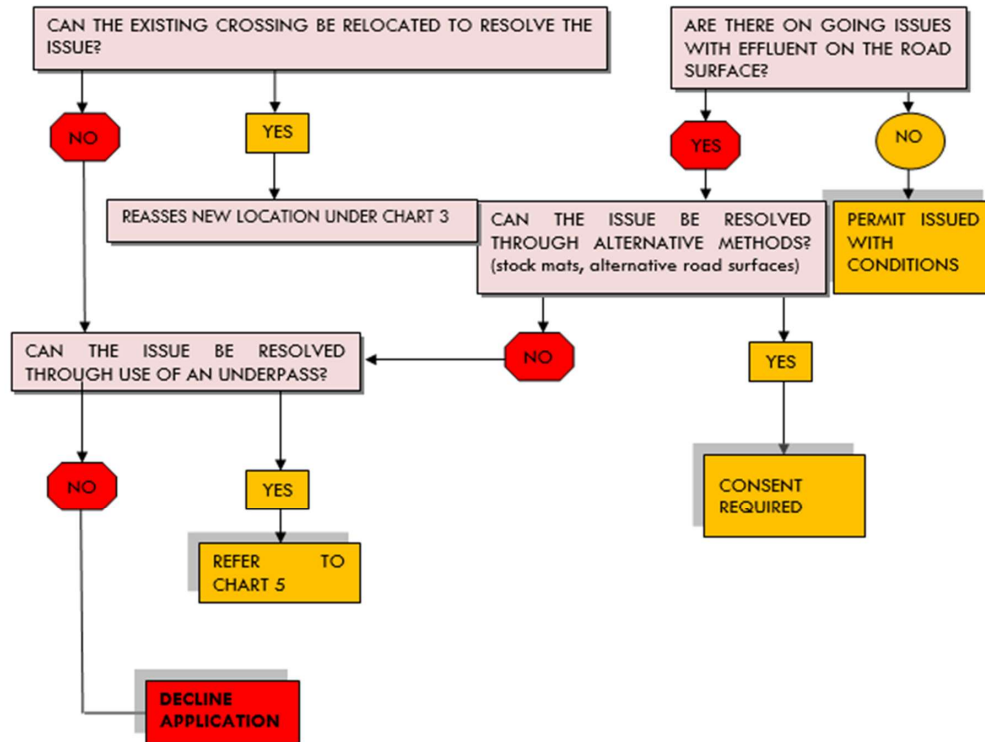 CAN THE EXISTING CROSSING BE RELOCATED TO RESOLVE THE
ISSUE?
ARE THERE ON GOING ISSUES
WITH EFFLUENT ON THE ROAD
SURFACE?
NO
YES
YES
NO
REASSES NEW LOCATION UNDER CHART 3
CAN THE ISSUE BE RESOLVED
THROUGH ALTERNATIVE METHODS?
(stock mats, alternative road surfaces)
PERMIT ISSUED
WITH
CONDITIONS
CAN THE ISSUE BE RESOLVED
THROUGH USE OF AN UNDERPASS?
NO
YES
NO
YES
CONSENT
REQUIRED
REFER TO
CHART 5
DECLINE
APPLICATION